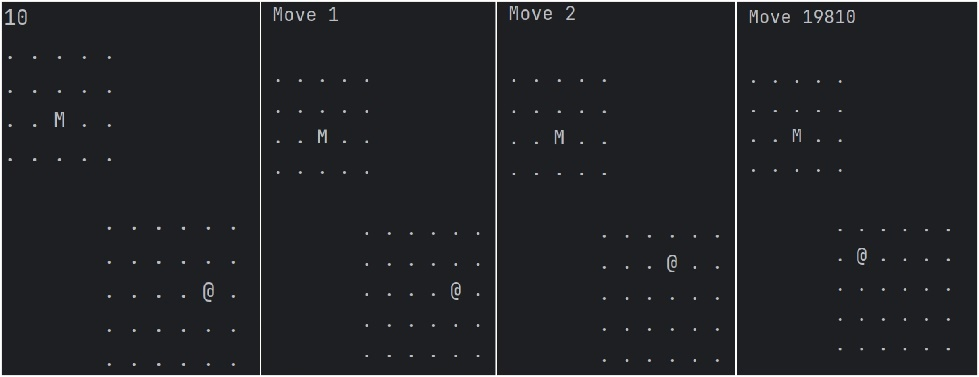 10
. . . . .
. . . . .
. . M . .
. . . . .
. . . . . .
. . . . . .
. . . . @ .
. . . . . .
. . . . . .
Move 1
. . . . .
. . . . .
. . M . .
. . . . .
. . . . . .
. . . . . .
. . . . @ .
. . . . . .
. . . . . .
Move 2
. . . . .
. . . . .
. . M . .
. . . . .
. . . . . .
. . . @ . .
. . . . . .
. . . . . .
. . . . . .
Move 19810
. . . . .
. . . . .
. . M . .
. . . . .
. . . . . .
. @ . . . .
. . . . . .
. . . . . .
. . . . . .